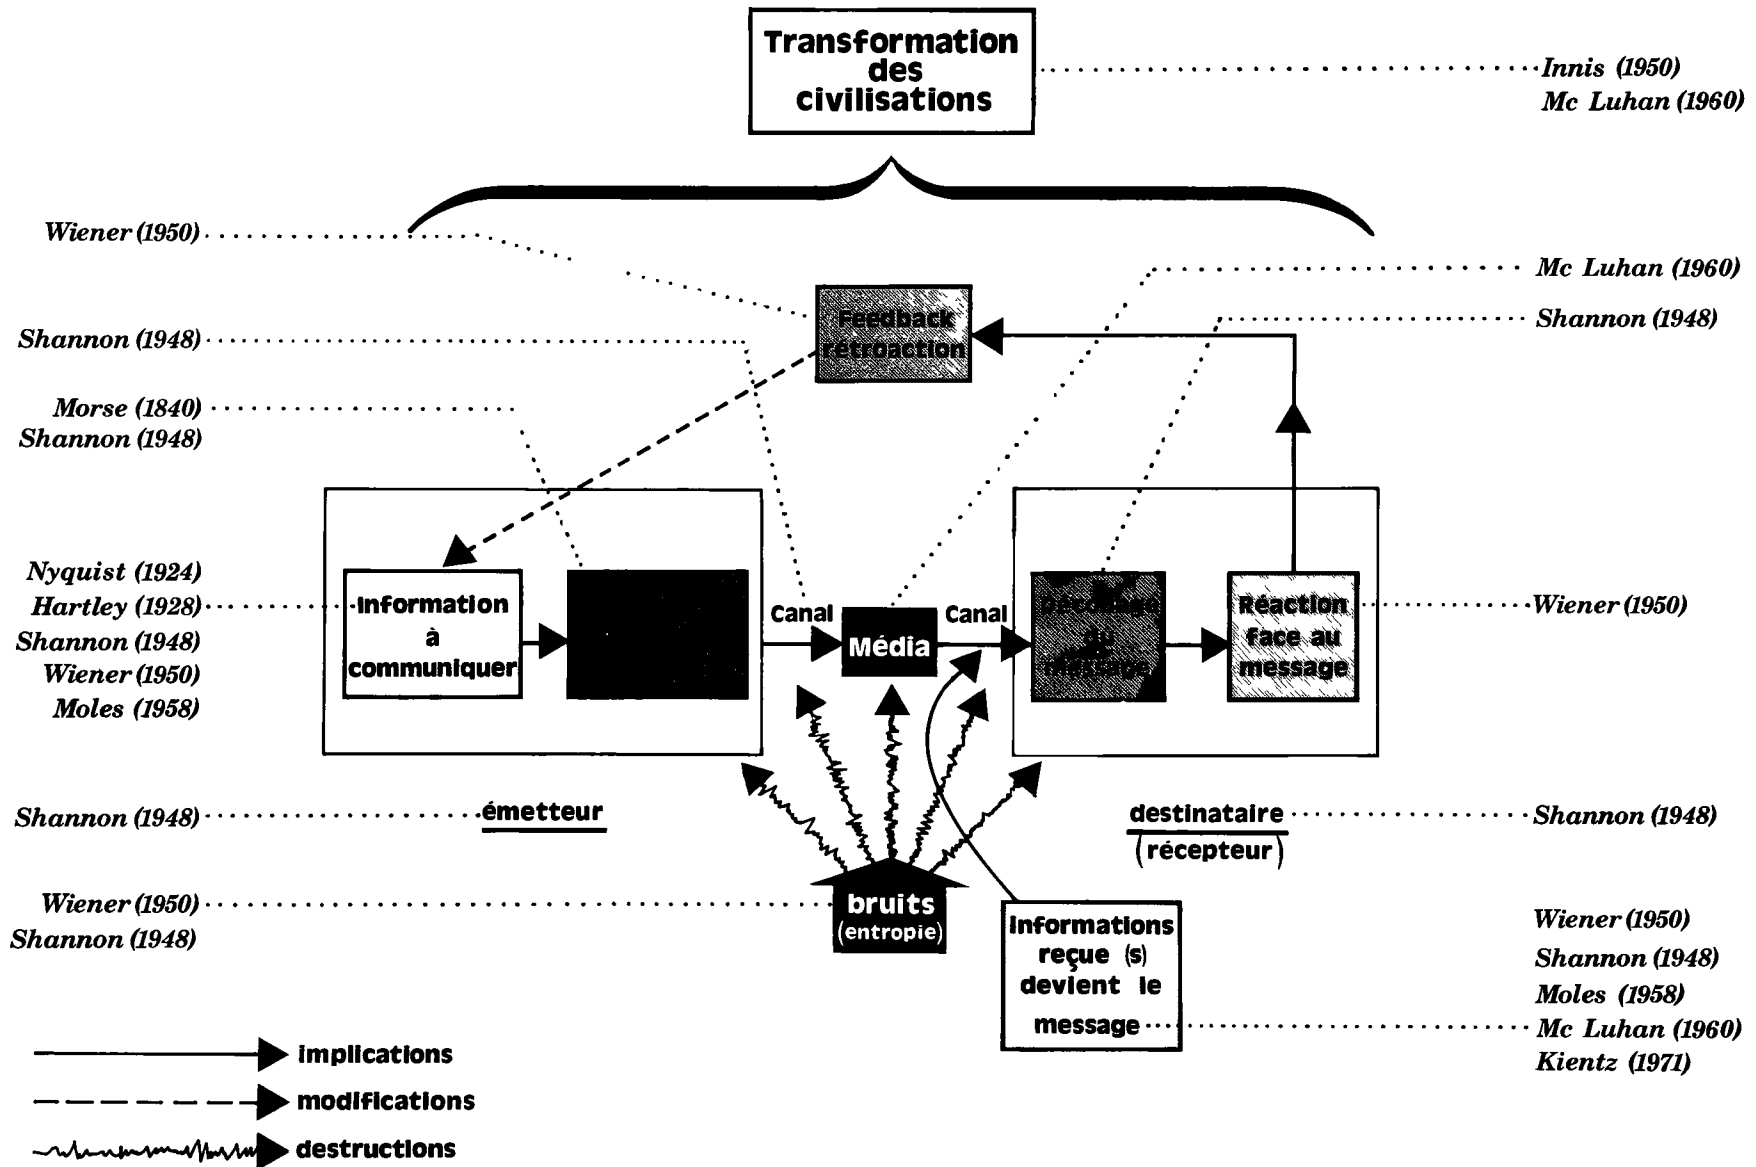 Transformation
des
civilisations
Innis (1950)
Mc Luhan (1960)
Wiener (1950)
Mc Luhan (1960)
Feedback
rétroaction
Shannon (1948)
Shannon (1948)
Morse (1840)
Shannon (1948)
Nyquist (1924)
Hartley (1928)
Shannon (1948)
Wiener (1950)
Moles (1958)
Information
à
communiquer
Canal
Média
Canal
Décodage
du
message
Réaction
face au
message
Wiener (1950)
Shannon (1948)
émetteur
destinataire
(récepteur)
Shannon (1948)
Wiener (1950)
Shannon (1948)
bruits
(entropie)
Informations
reçue (s)
devient le
message
Wiener (1950)
Shannon (1948)
Moles (1958)
Mc Luhan (1960)
Kientz (1971)
implications
modifications
destructions